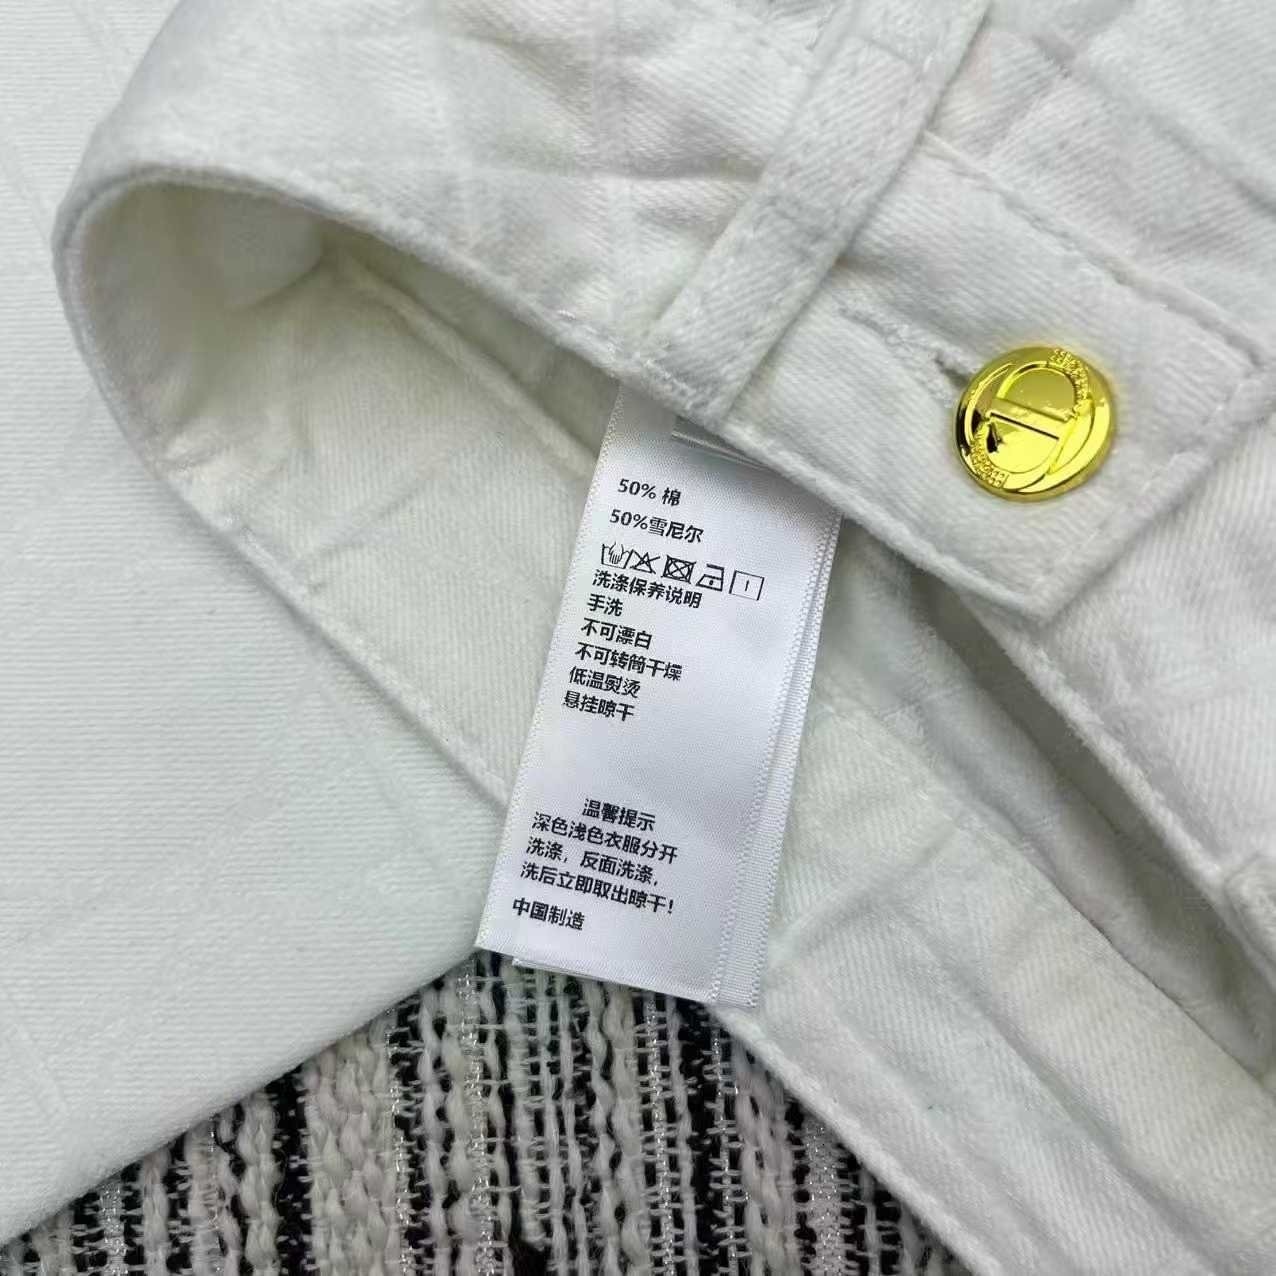 50% 棉
50%雪尼尔
洗涤保养说明
手洗
不可漂白
不可转筒干燥
低温熨烫
悬挂晾干
温馨提示
深色浅色衣服分开
洗涤，反面洗涤，
洗后立即取出晾干！
中国制造